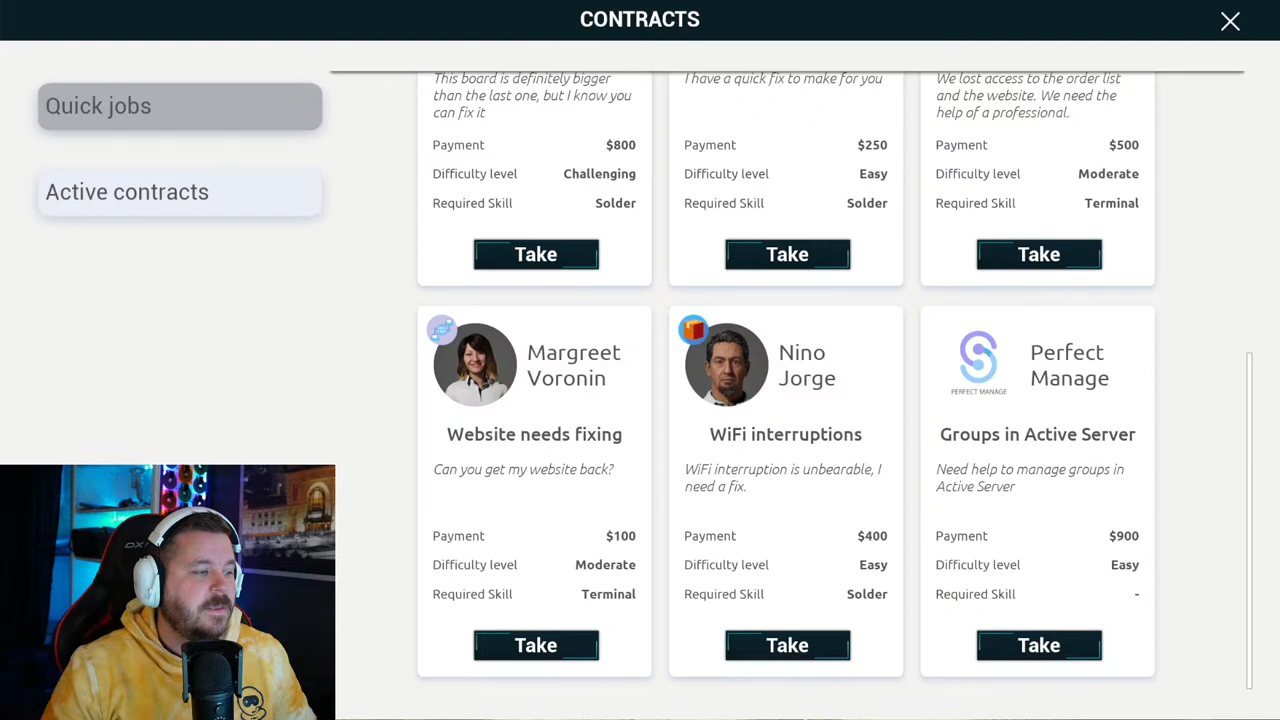 CONTRACTS
Quick jobs
Active contracts
This board is definitely bigger
than the last one, but I know you
can fix it
Payment $800
Difficulty level Challenging
Required Skill Solder
Take
I have a quick fix to make for you
Payment $250
Difficulty level Easy
Required Skill Solder
Take
We lost access to the order list
and the website. We need the
help of a professional.
Payment $500
Difficulty level Moderate
Required Skill Terminal
Take
Margreet
Voronin
Website needs fixing
Can you get my website back?
Payment $100
Difficulty level Moderate
Required Skill Terminal
Take
Nino
Jorge
WiFi interruptions
WiFi interruption is unbearable, I
need a fix.
Payment $400
Difficulty level Easy
Required Skill Solder
Take
PERFECT MANAGE
Perfect
Manage
Groups in Active Server
Need help to manage groups in
Active Server
Payment $900
Difficulty level Easy
Required Skill -
Take